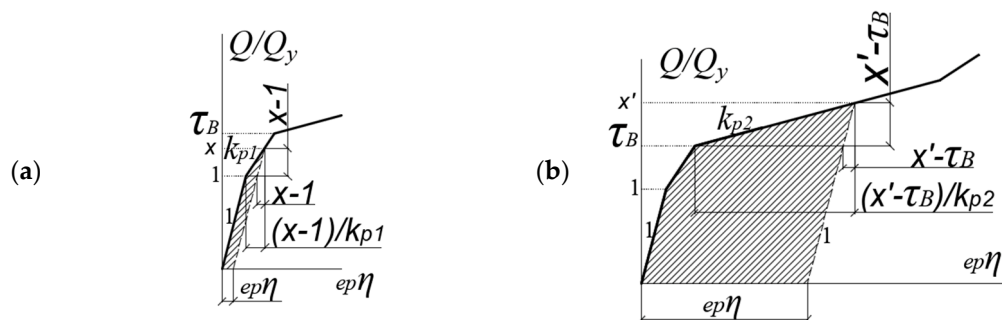 (a)
Q/Qy
τB
x
1
kp1
x-1
1
x-1
(x-1)/kp1
epη
epη
(b)
Q/Qy
x'
τB
1
kp2
x'-τB
x'-τB
(x'-τB)/kp2
1
1
epη
epη